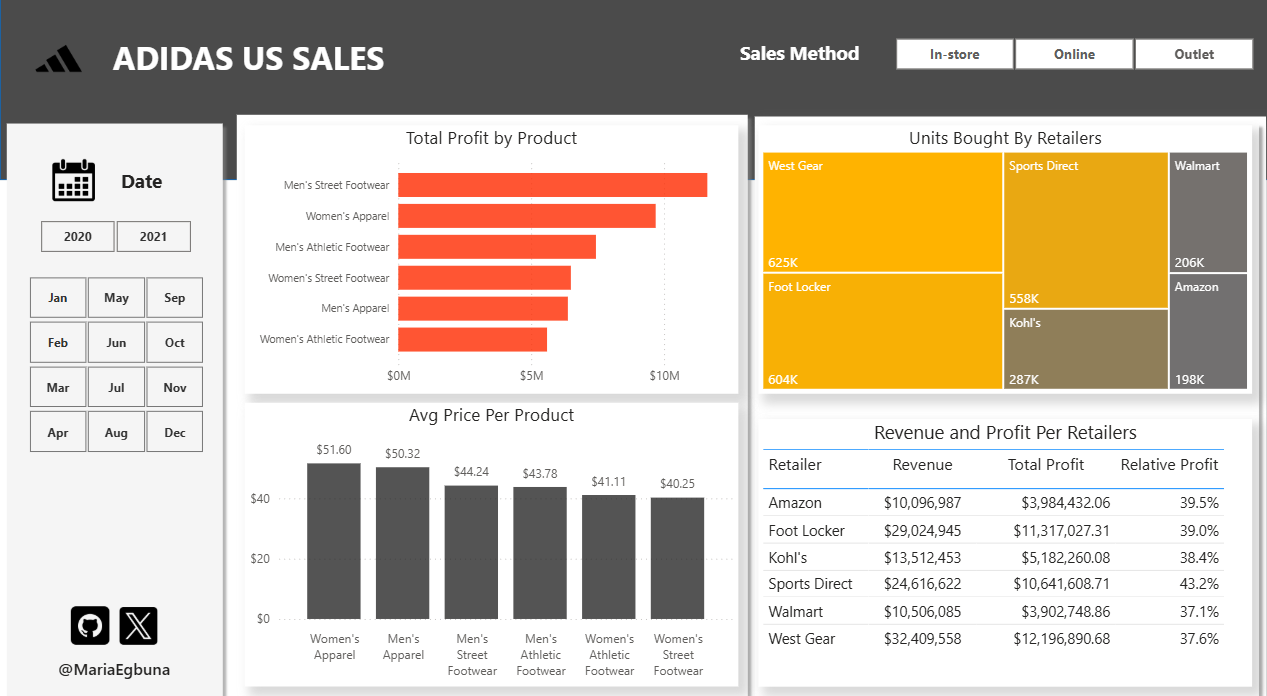 ADIDAS US SALES
Sales Method
In-store Online Outlet
Date
2020 2021
Jan May Sep
Feb Jun Oct
Mar Jul Nov
Apr Aug Dec
@MariaEgbuna
Total Profit by Product
Men's Street Footwear
Women's Apparel
Men's Athletic Footwear
Women's Street Footwear
Men's Apparel
Women's Athletic Footwear
$0M $5M $10M
Avg Price Per Product
$51.60 $50.32 $44.24 $43.78 $41.11 $40.25
$40
$20
$0
Women's Apparel
Men's Apparel
Men's Street Footwear
Men's Athletic Footwear
Women's Athletic Footwear
Women's Street Footwear
Units Bought By Retailers
West Gear
625K
Foot Locker
604K
Sports Direct
558K
Kohl's
287K
Walmart
206K
Amazon
198K
Revenue and Profit Per Retailers
Retailer Revenue Total Profit Relative Profit
Amazon $10,096,987 $3,984,432.06 39.5%
Foot Locker $29,024,945 $11,317,027.31 39.0%
Kohl's $13,512,453 $5,182,260.08 38.4%
Sports Direct $24,616,622 $10,641,608.71 43.2%
Walmart $10,506,085 $3,902,748.86 37.1%
West Gear $32,409,558 $12,196,890.68 37.6%